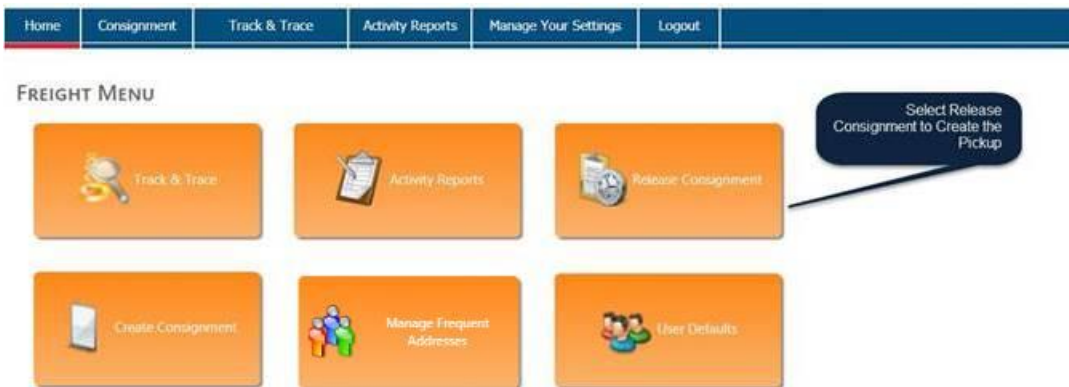 Home Consignment Track & Trace Activity Reports Manage Your Settings Logout
FREIGHT MENU
Select Release
Consignment to Create the
Pickup
Track & Trace
Activity Reports
Release Consignment
Create Consignment
Manage Frequent
Addresses
User Defaults